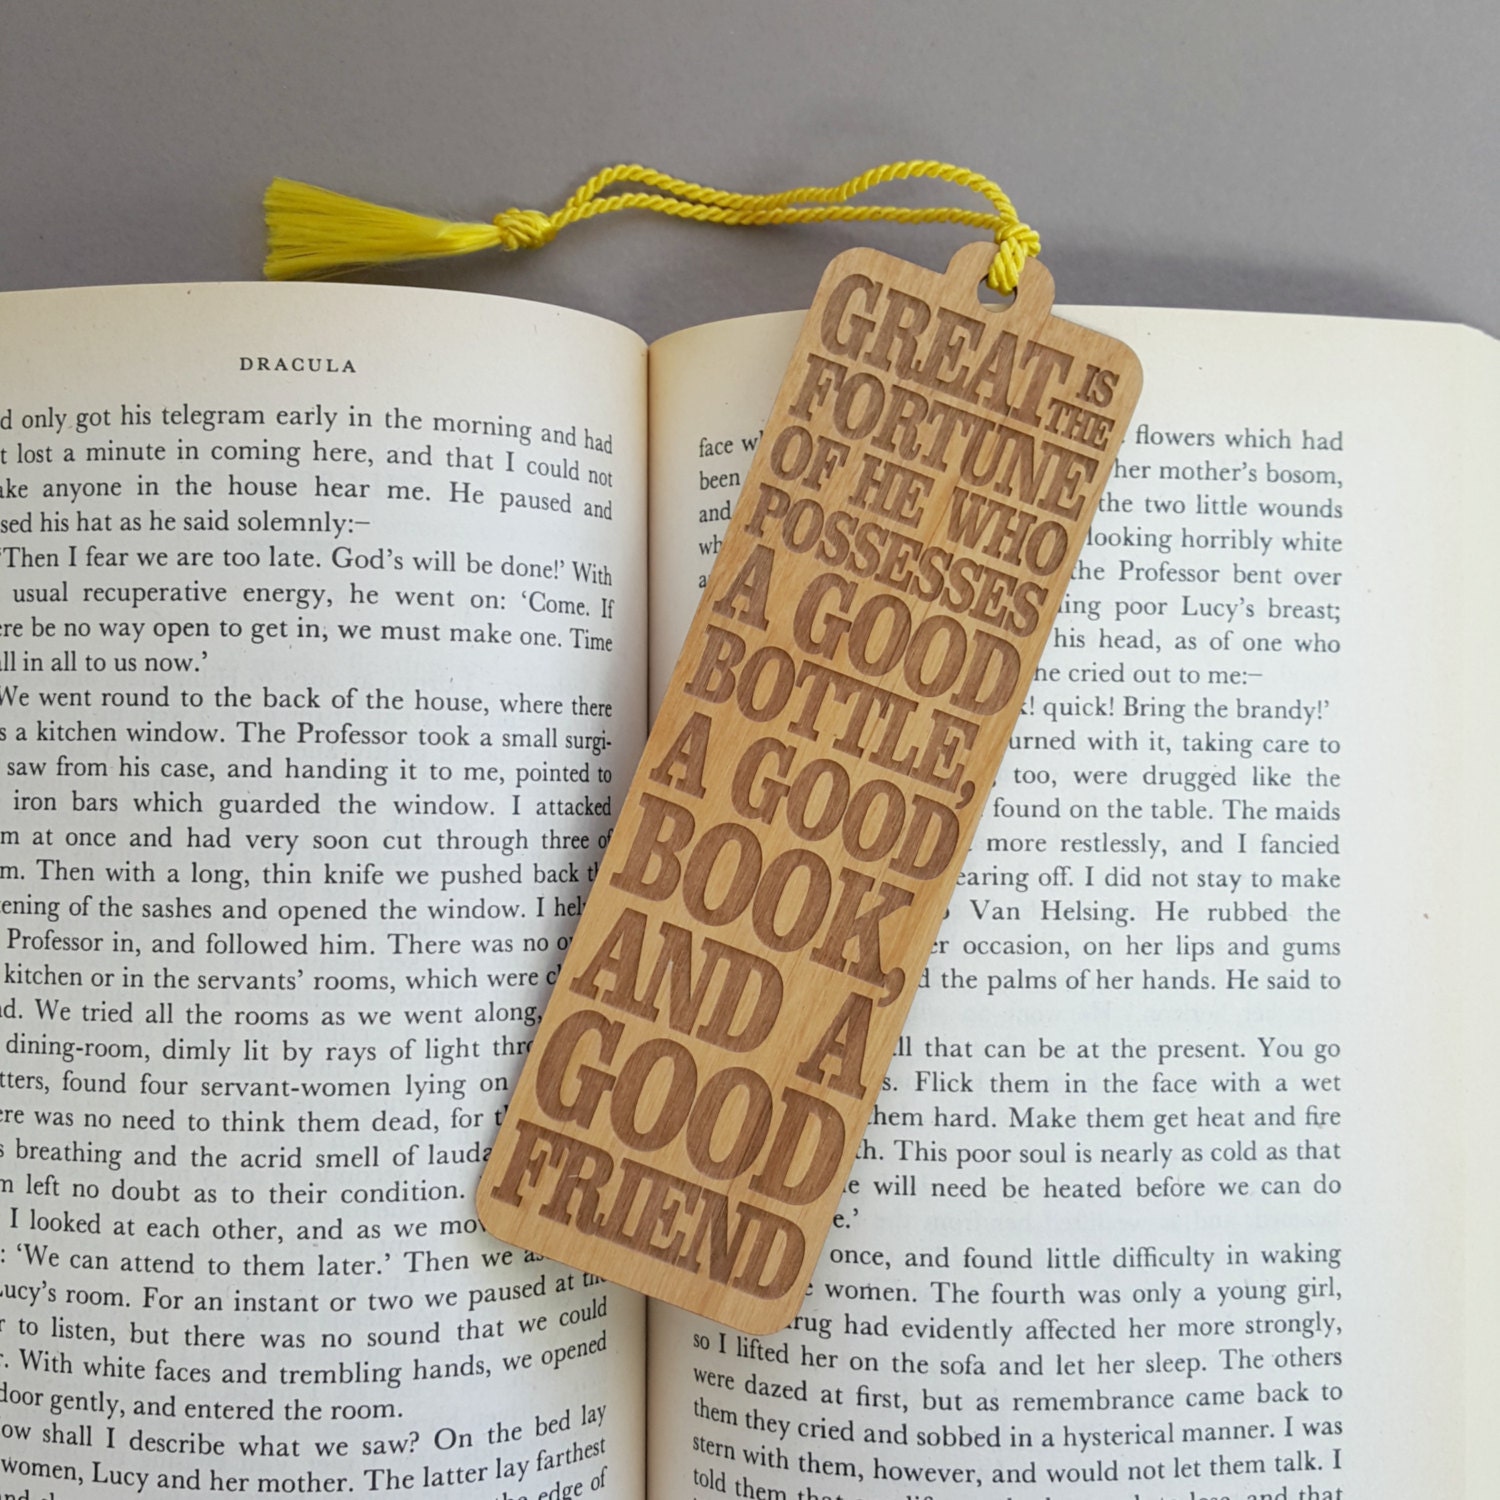 DRACULA
only got his telegram early in the morning and had
lost a minute in coming here, and that I could not
anyone in the house hear me. He paused and
his hat as he said solemnly:–
'Then I fear we are too late. God's will be done!' With
usual recuperative energy, he went on: 'Come. If
be no way open to get in, we must make one. Time
in all to us now.'
We went round to the back of the house, where there
a kitchen window. The Professor took a small surgi-
saw from his case, and handing it to me, pointed to
iron bars which guarded the window. I attacked
at once and had very soon cut through three of
Then with a long, thin knife we pushed back
of the sashes and opened the window. I
Professor in, and followed him. There was no
kitchen or in the servants' rooms, which were
We tried all the rooms as we went along,
dining-room, dimly lit by rays of light
found four servant-women lying on
was no need to think them dead, for
breathing and the acrid smell of
left no doubt as to their condition.
I looked at each other, and as we
: 'We can attend to them later.' Then we
Lucy's room. For an instant or two we paused at
to listen, but there was no sound that we could
With white faces and trembling hands, we opened
door gently, and entered the room.
How shall I describe what we saw? On the bed lay
women, Lucy and her mother. The latter lay farthest
edge of
GREAT IS
THE
FORTUNE
OF HE WHO
POSSESSES
A GOOD
BOTTLE,
A GOOD
BOOK,
AND A
GOOD
FRIEND
face flowers which had
been her mother's bosom,
and the two little wounds
looking horribly white
the Professor bent over
poor Lucy's breast;
his head, as of one who
he cried out to me:–
quick! Bring the brandy!'
with it, taking care to
too, were drugged like the
found on the table. The maids
more restlessly, and I fancied
off. I did not stay to make
Van Helsing. He rubbed the
occasion, on her lips and gums
the palms of her hands. He said to
that can be at the present. You go
Flick them in the face with a wet
them hard. Make them get heat and fire
This poor soul is nearly as cold as that
will need be heated before we can do
once, and found little difficulty in waking
women. The fourth was only a young girl,
had evidently affected her more strongly,
so I lifted her on the sofa and let her sleep. The others
were dazed at first, but as remembrance came back to
them they cried and sobbed in a hysterical manner. I was
stern with them, however, and would not let them talk. I
told them and that